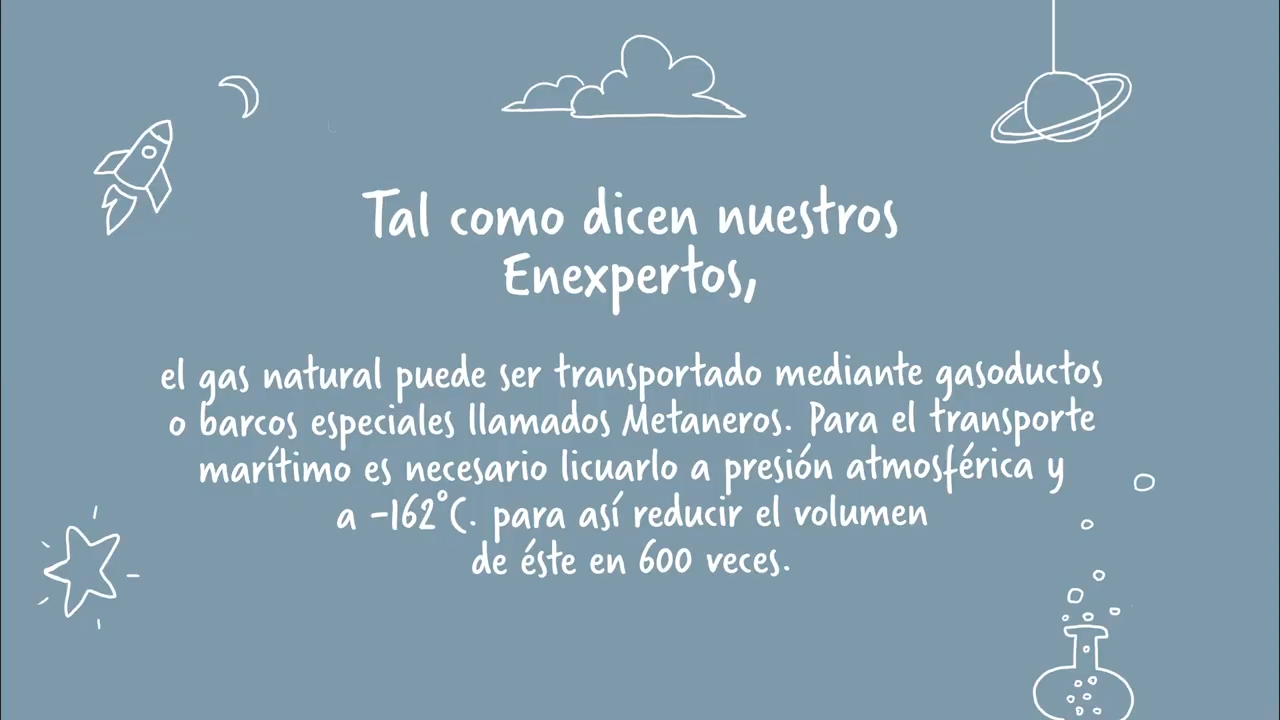 Tal como dicen nuestros
Enexpertos,
el gas natural puede ser transportado mediante gasoductos
o barcos especiales llamados Metaneros. Para el transporte
marítimo es necesario licuarlo a presión atmosférica y
a -162°C. para así reducir el volumen
de éste en 600 veces.